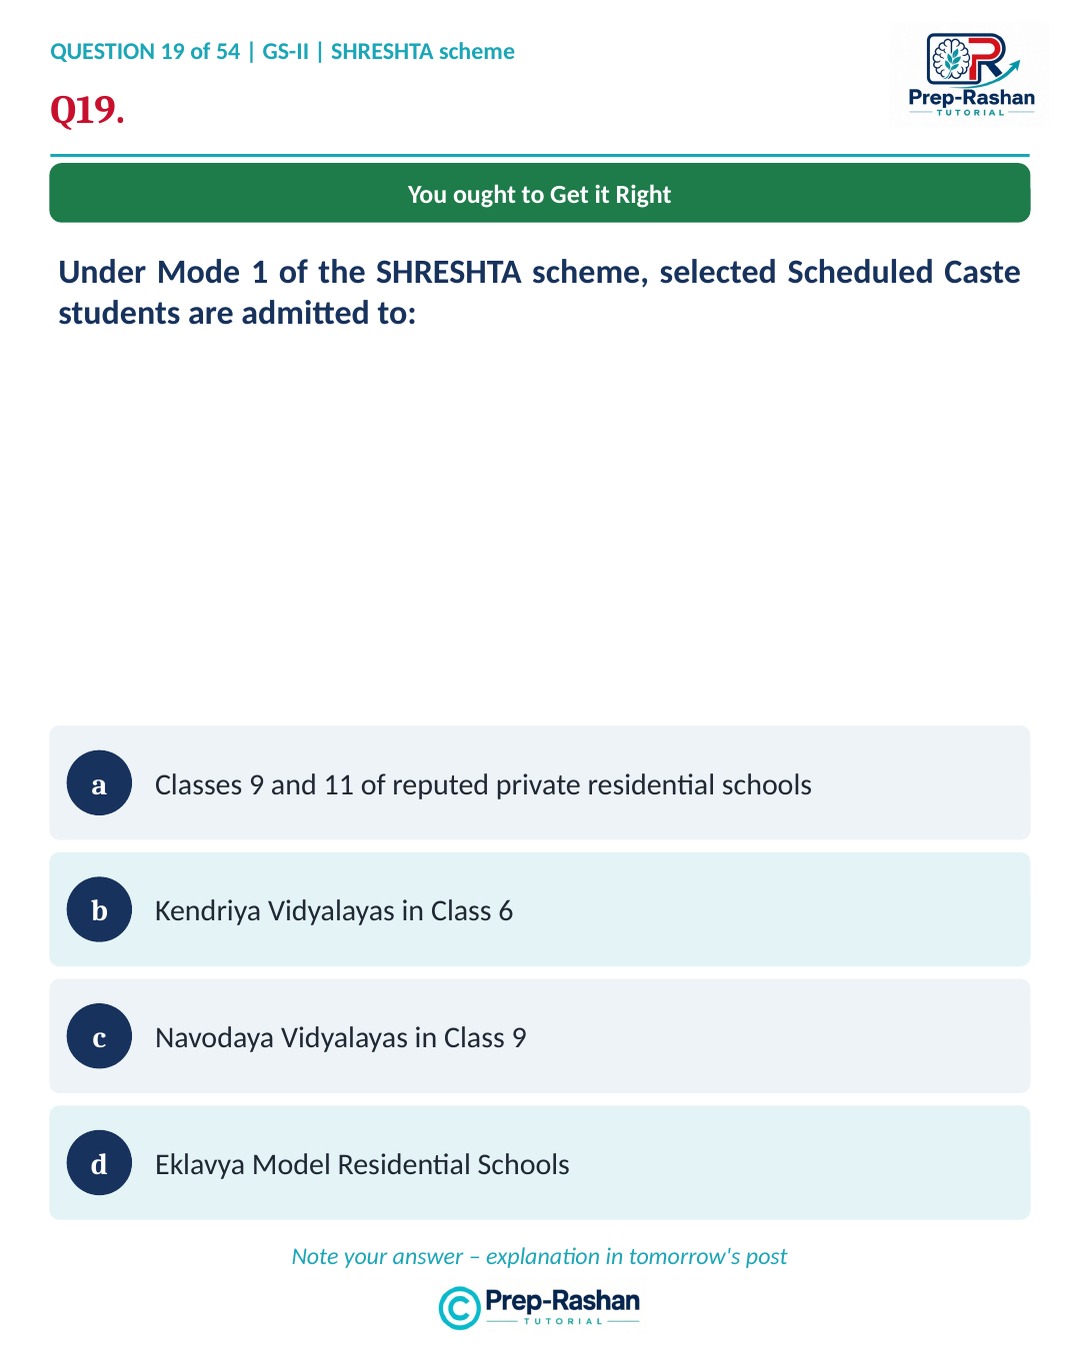 QUESTION 19 of 54 | GS-II | SHRESHTA scheme
Prep-Rashan
TUTORIAL
Q19.
You ought to Get it Right
Under Mode 1 of the SHRESHTA scheme, selected Scheduled Caste
students are admitted to:
a Classes 9 and 11 of reputed private residential schools
b Kendriya Vidyalayas in Class 6
c Navodaya Vidyalayas in Class 9
d Eklavya Model Residential Schools
Note your answer – explanation in tomorrow's post
© Prep-Rashan
TUTORIAL